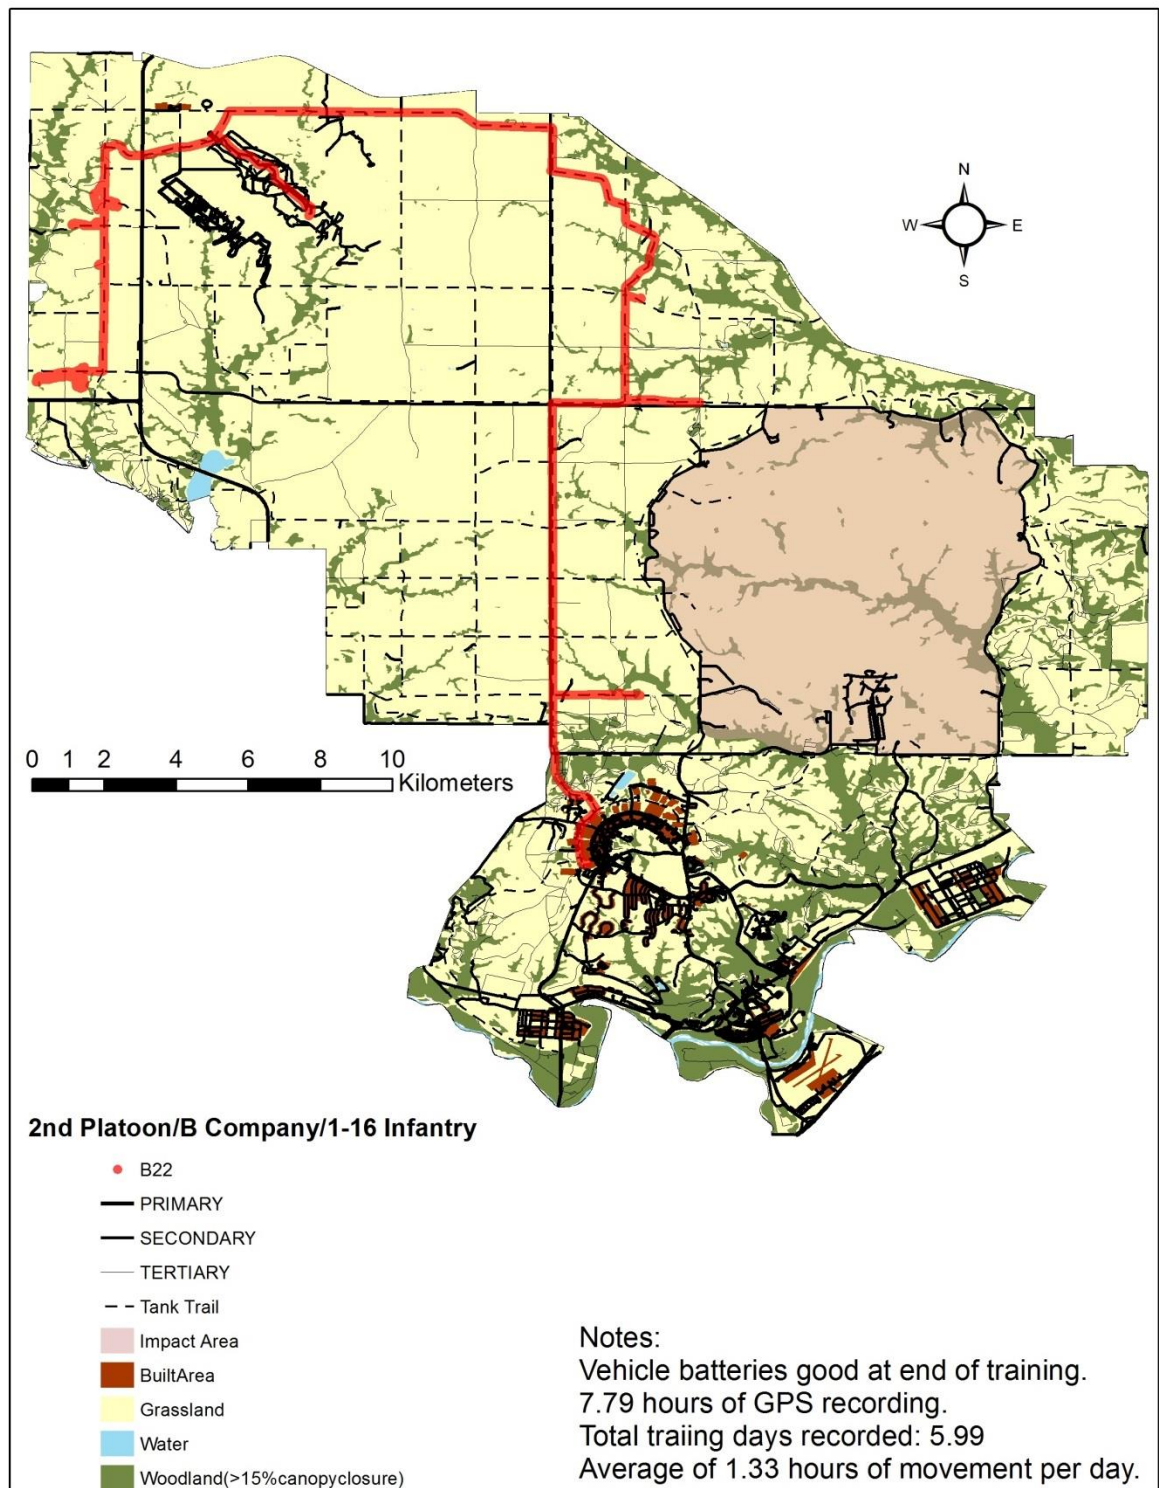 N
W E
S
0 1 2 4 6 8 10
Kilometers
2nd Platoon/B Company/1-16 Infantry
B22
PRIMARY
SECONDARY
TERTIARY
Tank Trail
Impact Area
BuiltArea
Grassland
Water
Woodland(>15%canopyclosure)
Notes:
Vehicle batteries good at end of training.
7.79 hours of GPS recording.
Total traiing days recorded: 5.99
Average of 1.33 hours of movement per day.